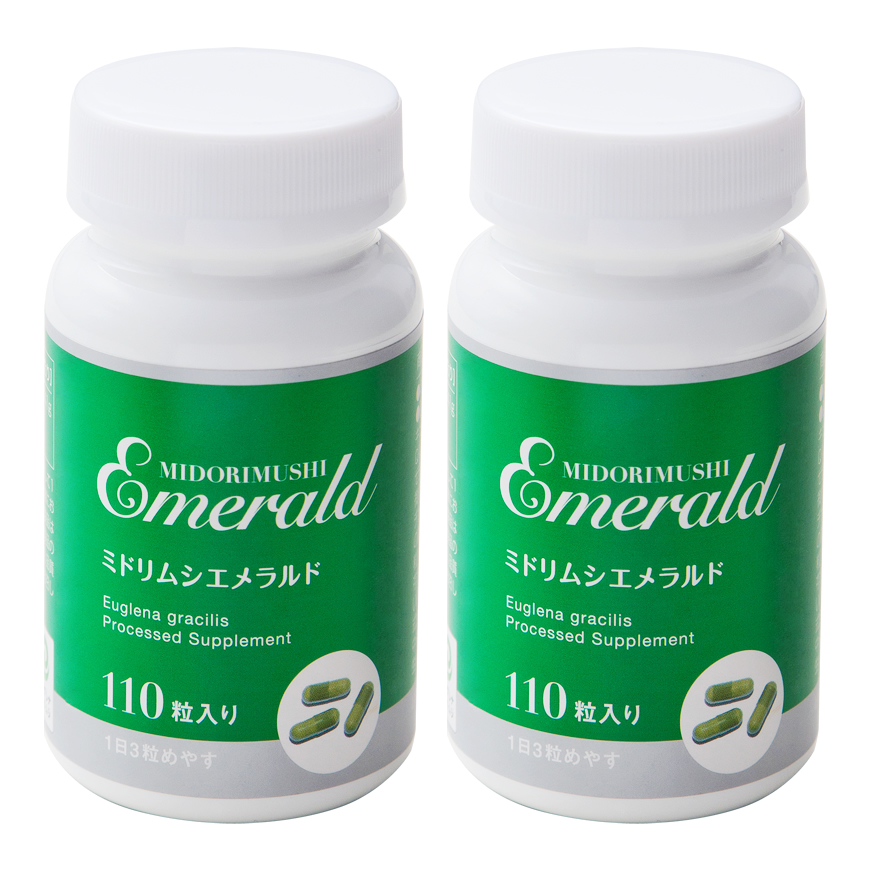 MIDORIMUSHI
Emerald
ミドリムシエメラルド
Euglena gracilis
Processed Supplement
110粒入り
1日3粒めやす
MIDORIMUSHI
Emerald
ミドリムシエメラルド
Euglena gracilis
Processed Supplement
110粒入り
1日3粒めやす